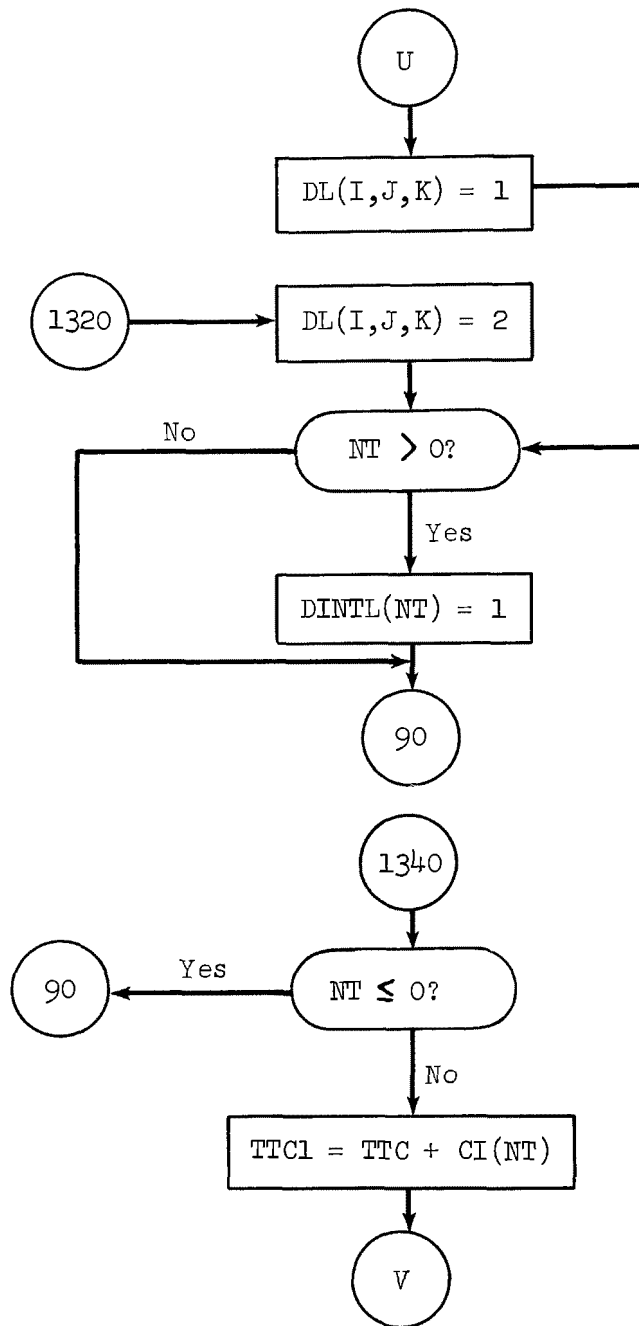 U
DL(I,J,K) = 1
1320
DL(I,J,K) = 2
No
NT > 0?
Yes
DINTL(NT) = 1
90
1340
Yes
90
NT ≤ 0?
No
TTC1 = TTC + CI(NT)
V